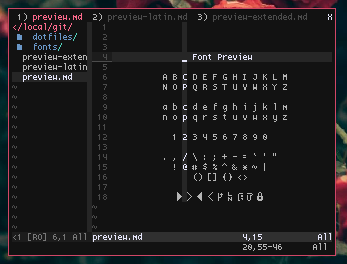 1) preview.md  2) preview-latin.md  3) preview-extended.md  X
</local/git/
dotfiles/
fonts/
preview-exten
preview-latin
preview.md
~
~
~
~
~
~
~
~
~
~
~
1
2
3
4 Font Preview
5
6 A B C D E F G H I J K L M
7 N O P Q R S T U V W X Y Z
8
9 a b c d e f g h i j k l m
10 n o p q r s t u v w x y z
11
12 1 2 3 4 5 6 7 8 9 0
13
14 . , / \ : ; + - = ` ' "
15 ! @ # $ % ^ & * ~ |
16 () [] {} <>
17
18
<1 [RO] 6,1 All preview.md 4,15 All
20,55-46 All